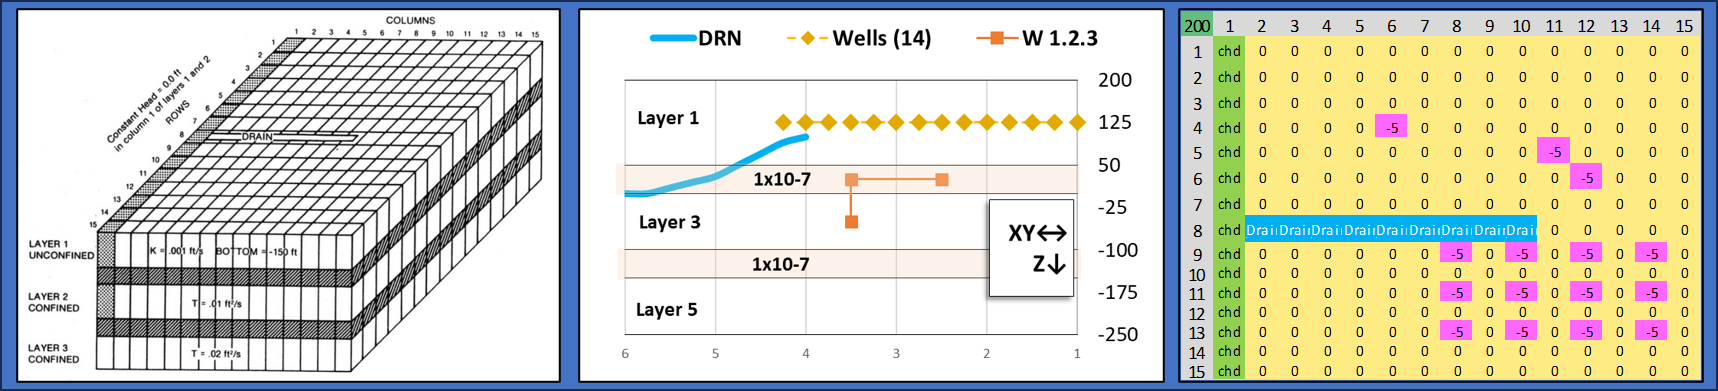 COLUMNS
1 2 3 4 5 6 7 8 9 10 11 12 13 14 15
Constant Head = 0.0 ft
in column 1 of layers 1 and 2
ROWS
1
2
3
4
5
6
7
8
9
10
11
12
13
14
15
DRAIN
LAYER 1
UNCONFINED
K = .001 ft/s BOTTOM = -150 ft
LAYER 2
CONFINED
T = .01 ft²/s
LAYER 3
CONFINED
T = .02 ft²/s
DRN Wells (14) W 1.2.3
200
Layer 1
125
50
1x10-7
-25
Layer 3
XY↔
Z↓
-100
1x10-7
-175
Layer 5
-250
6 5 4 3 2 1
200 1 2 3 4 5 6 7 8 9 10 11 12 13 14 15
1 chd 0 0 0 0 0 0 0 0 0 0 0 0 0 0
2 chd 0 0 0 0 0 0 0 0 0 0 0 0 0 0
3 chd 0 0 0 0 0 0 0 0 0 0 0 0 0 0
4 chd 0 0 0 0 -5 0 0 0 0 0 0 0 0 0
5 chd 0 0 0 0 0 0 0 0 0 -5 0 0 0 0
6 chd 0 0 0 0 0 0 0 0 0 0 -5 0 0 0
7 chd 0 0 0 0 0 0 0 0 0 0 0 0 0 0
8 chd Drai Drai Drai Drai Drai Drai Drai Drai Drai 0 0 0 0 0
9 chd 0 0 0 0 0 0 -5 0 -5 0 -5 0 -5 0
10 chd 0 0 0 0 0 0 0 0 0 0 0 0 0 0
11 chd 0 0 0 0 0 0 -5 0 -5 0 -5 0 -5 0
12 chd 0 0 0 0 0 0 0 0 0 0 0 0 0 0
13 chd 0 0 0 0 0 0 -5 0 -5 0 -5 0 -5 0
14 chd 0 0 0 0 0 0 0 0 0 0 0 0 0 0
15 chd 0 0 0 0 0 0 0 0 0 0 0 0 0 0